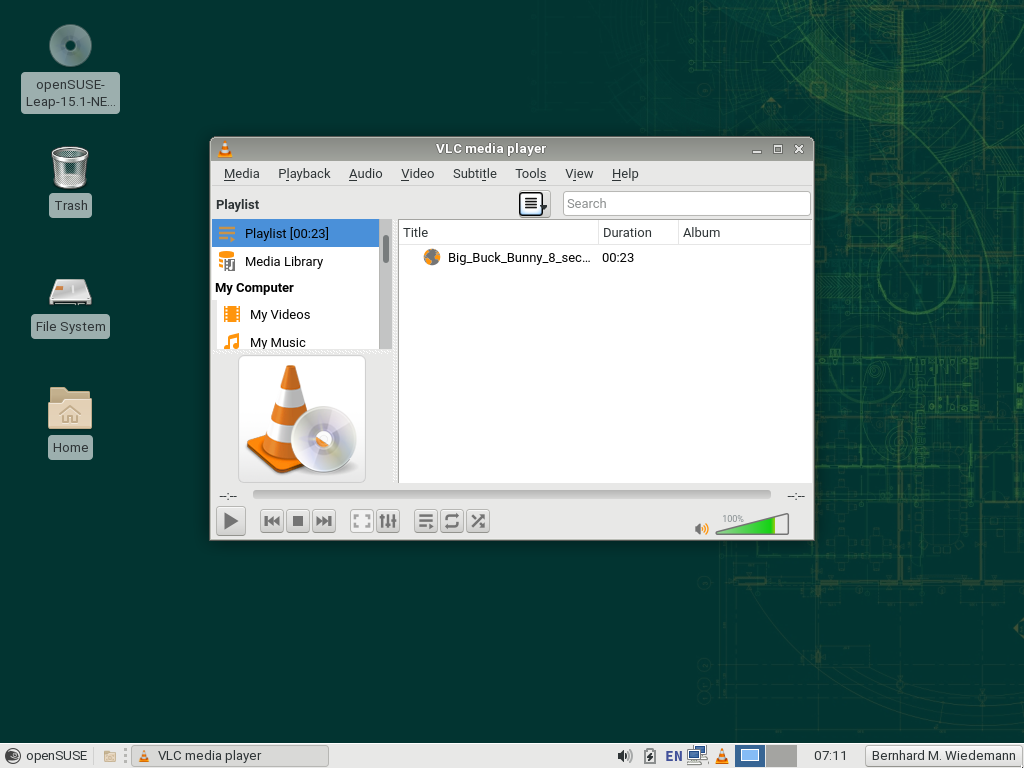 openSUSE-
Leap-15.1-NE...
Trash
File System
Home
VLC media player
Media Playback Audio Video Subtitle Tools View Help
Playlist
Search
Playlist [00:23]
Media Library
My Computer
My Videos
My Music
Title Duration Album
Big_Buck_Bunny_8_sec... 00:23
--:-- --:--
100%
openSUSE VLC media player EN 07:11 Bernhard M. Wiedemann